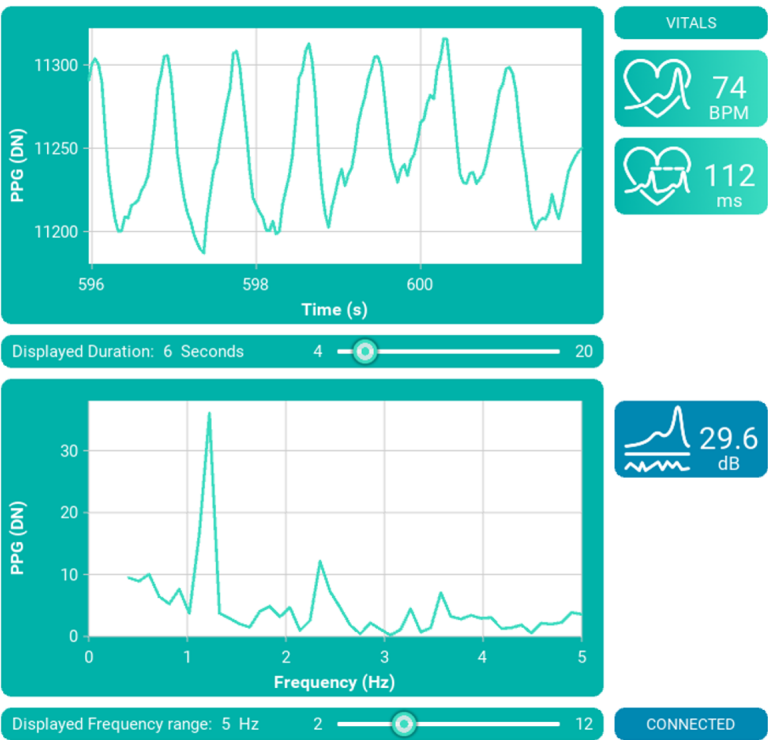 VITALS
PPG (DN)
11300
11250
11200
596
598
600
Time (s)
74
BPM
112
ms
Displayed Duration: 6 Seconds
4
20
PPG (DN)
30
20
10
0
0
1
2
3
4
5
Frequency (Hz)
29.6
dB
Displayed Frequency range: 5 Hz
2
12
CONNECTED